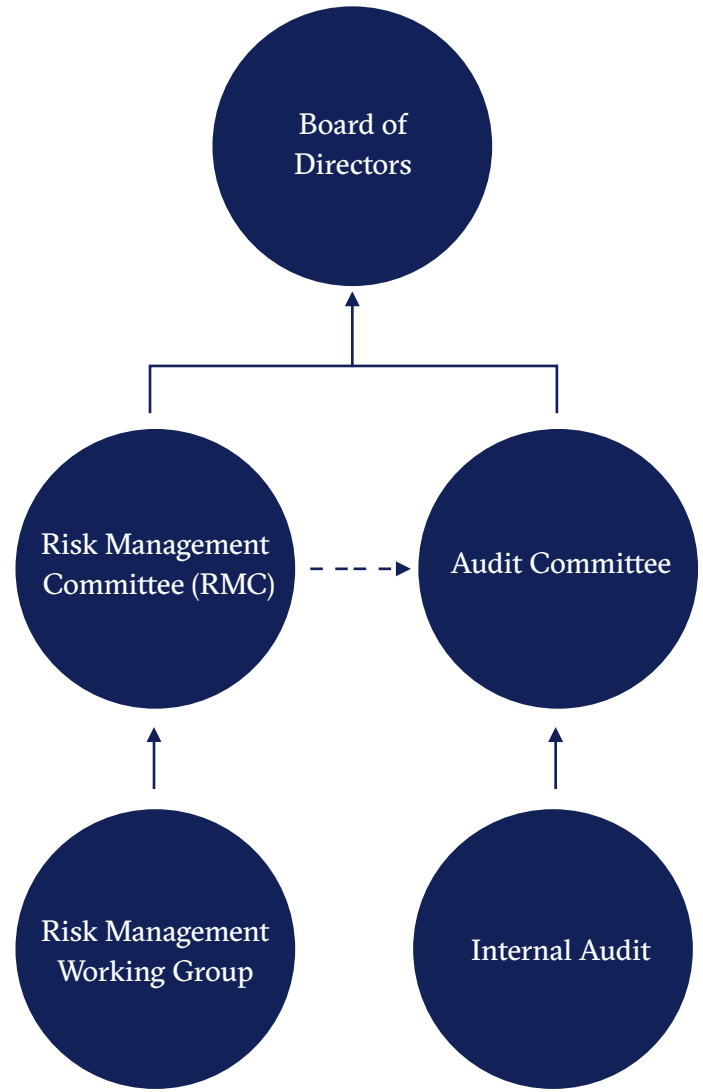 Board of
Directors
Risk Management
Committee (RMC)
Audit Committee
Risk Management
Working Group
Internal Audit